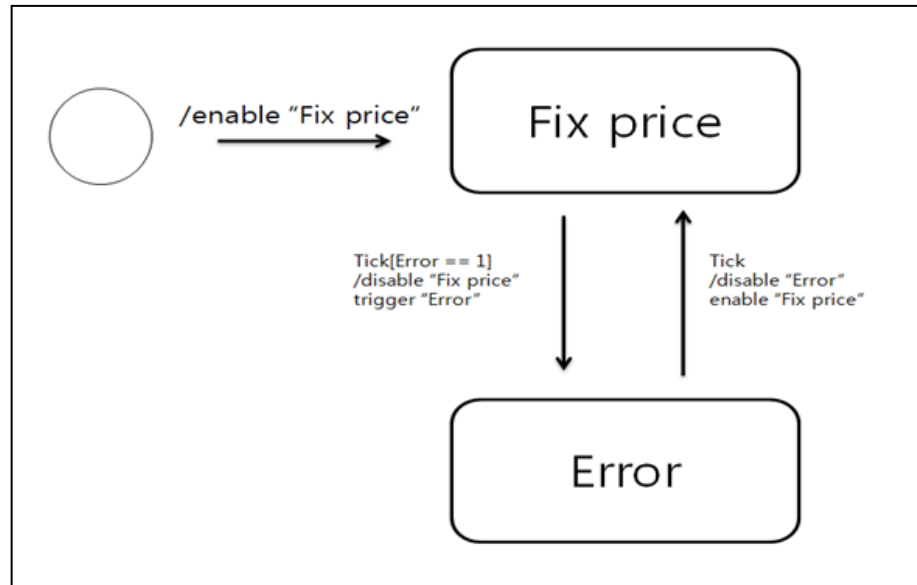 /enable “Fix price”
Fix price
Tick[Error == 1]
/disable “Fix price”
trigger “Error”
Tick
/disable “Error”
enable “Fix price”
Error